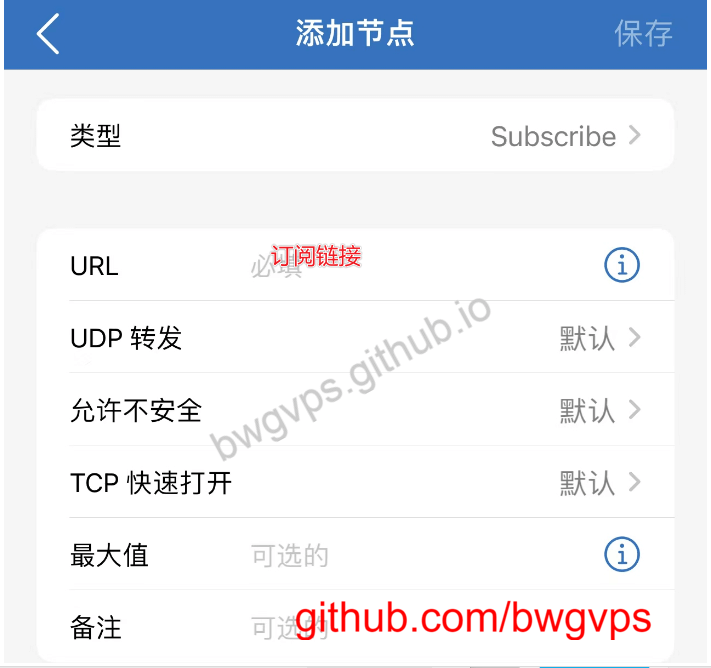 添加节点 保存
类型 Subscribe
URL 必填 订阅链接
UDP 转发 默认
允许不安全 默认
TCP 快速打开 默认
最大值 可选的
备注 可选的
bwgvps.github.io
github.com/bwgvps